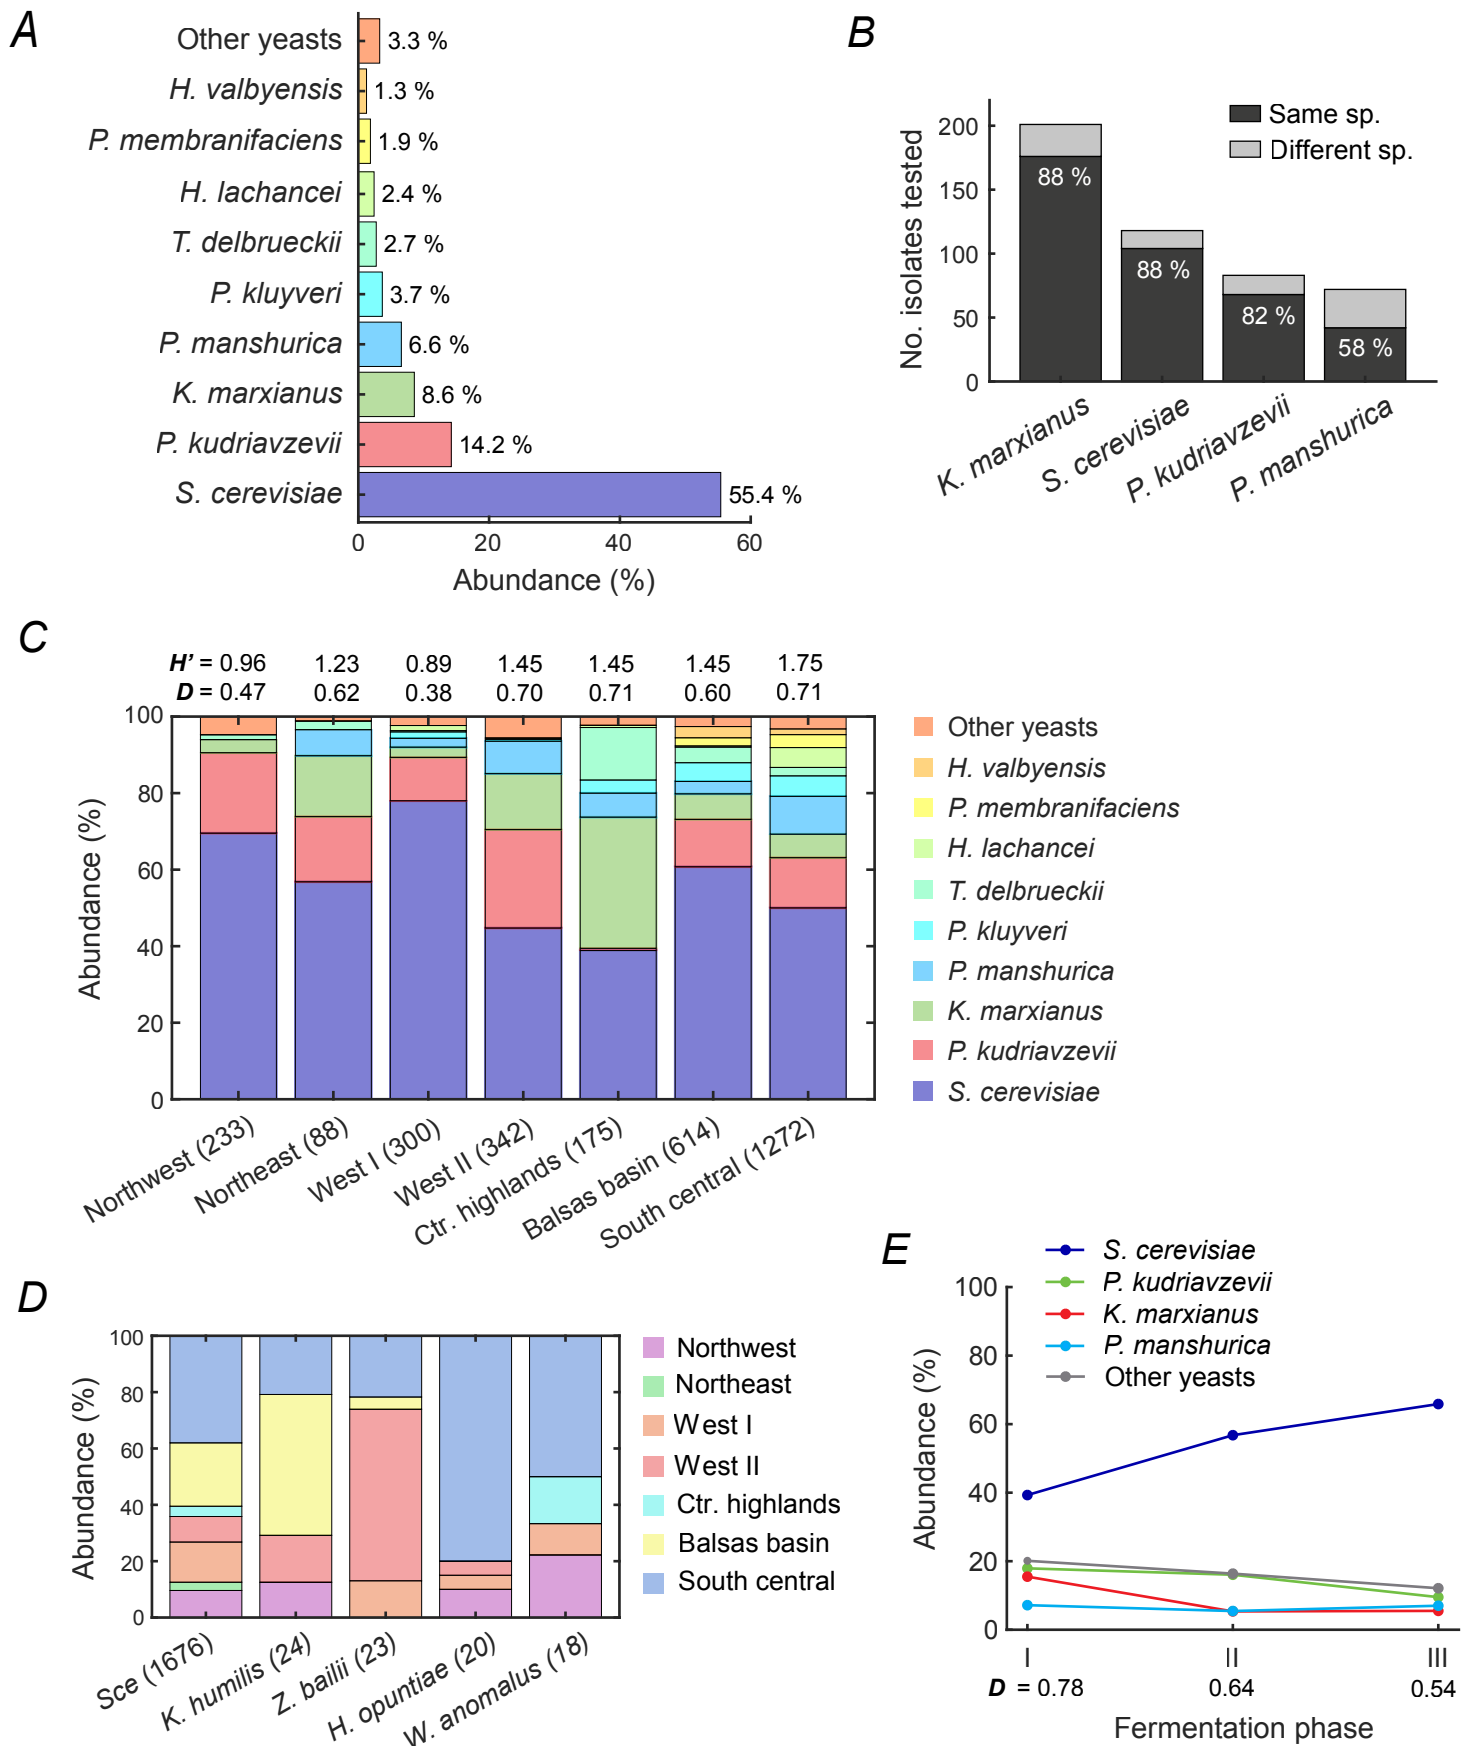 A
Other yeasts 3.3 %
H. valbyensis 1.3 %
P. membranifaciens 1.9 %
H. lachancei 2.4 %
T. delbrueckii 2.7 %
P. kluyveri 3.7 %
P. manshurica 6.6 %
K. marxianus 8.6 %
P. kudriavzevii 14.2 %
S. cerevisiae 55.4 %
0 20 40 60
Abundance (%)
B
Same sp.
Different sp.
No. isolates tested
200
150
100
50
0
88 %
88 %
82 %
58 %
K. marxianus
S. cerevisiae
P. kudriavzevii
P. manshurica
C
H' = 0.96 1.23 0.89 1.45 1.45 1.45 1.75
D = 0.47 0.62 0.38 0.70 0.71 0.60 0.71
Abundance (%)
100
80
60
40
20
0
Northwest (233)
Northeast (88)
West I (300)
West II (342)
Ctr. highlands (175)
Balsas basin (614)
South central (1272)
Other yeasts
H. valbyensis
P. membranifaciens
H. lachancei
T. delbrueckii
P. kluyveri
P. manshurica
K. marxianus
P. kudriavzevii
S. cerevisiae
D
Abundance (%)
100
80
60
40
20
0
Sce (1676)
K. humilis (24)
Z. bailii (23)
H. opuntiae (20)
W. anomalus (18)
Northwest
Northeast
West I
West II
Ctr. highlands
Balsas basin
South central
E
S. cerevisiae
P. kudriavzevii
K. marxianus
P. manshurica
Other yeasts
Abundance (%)
100
80
60
40
20
0
I II III
D = 0.78 0.64 0.54
Fermentation phase